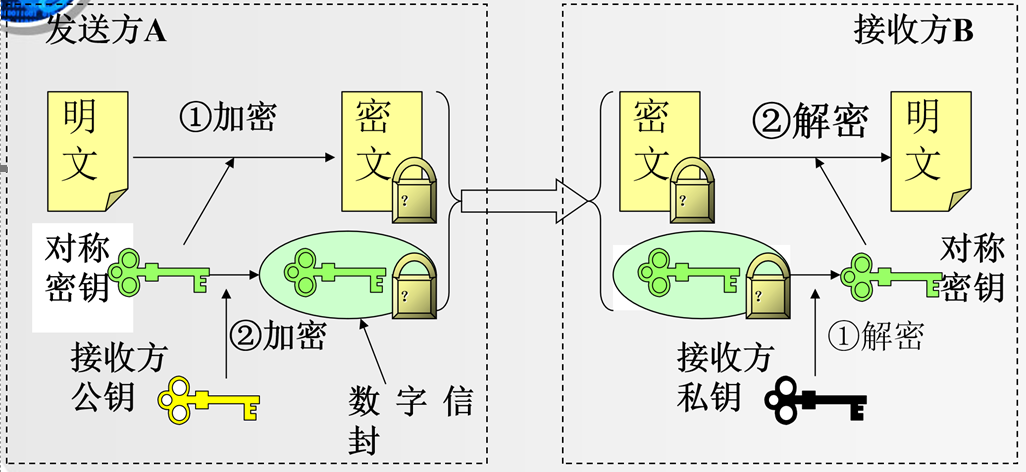 发送方A
接收方B
明文
①加密
密文
?
密文
?
②解密
明文
对称
密钥
?
②加密
接收方
公钥
数 字 信
封
?
对称
密钥
①解密
接收方
私钥